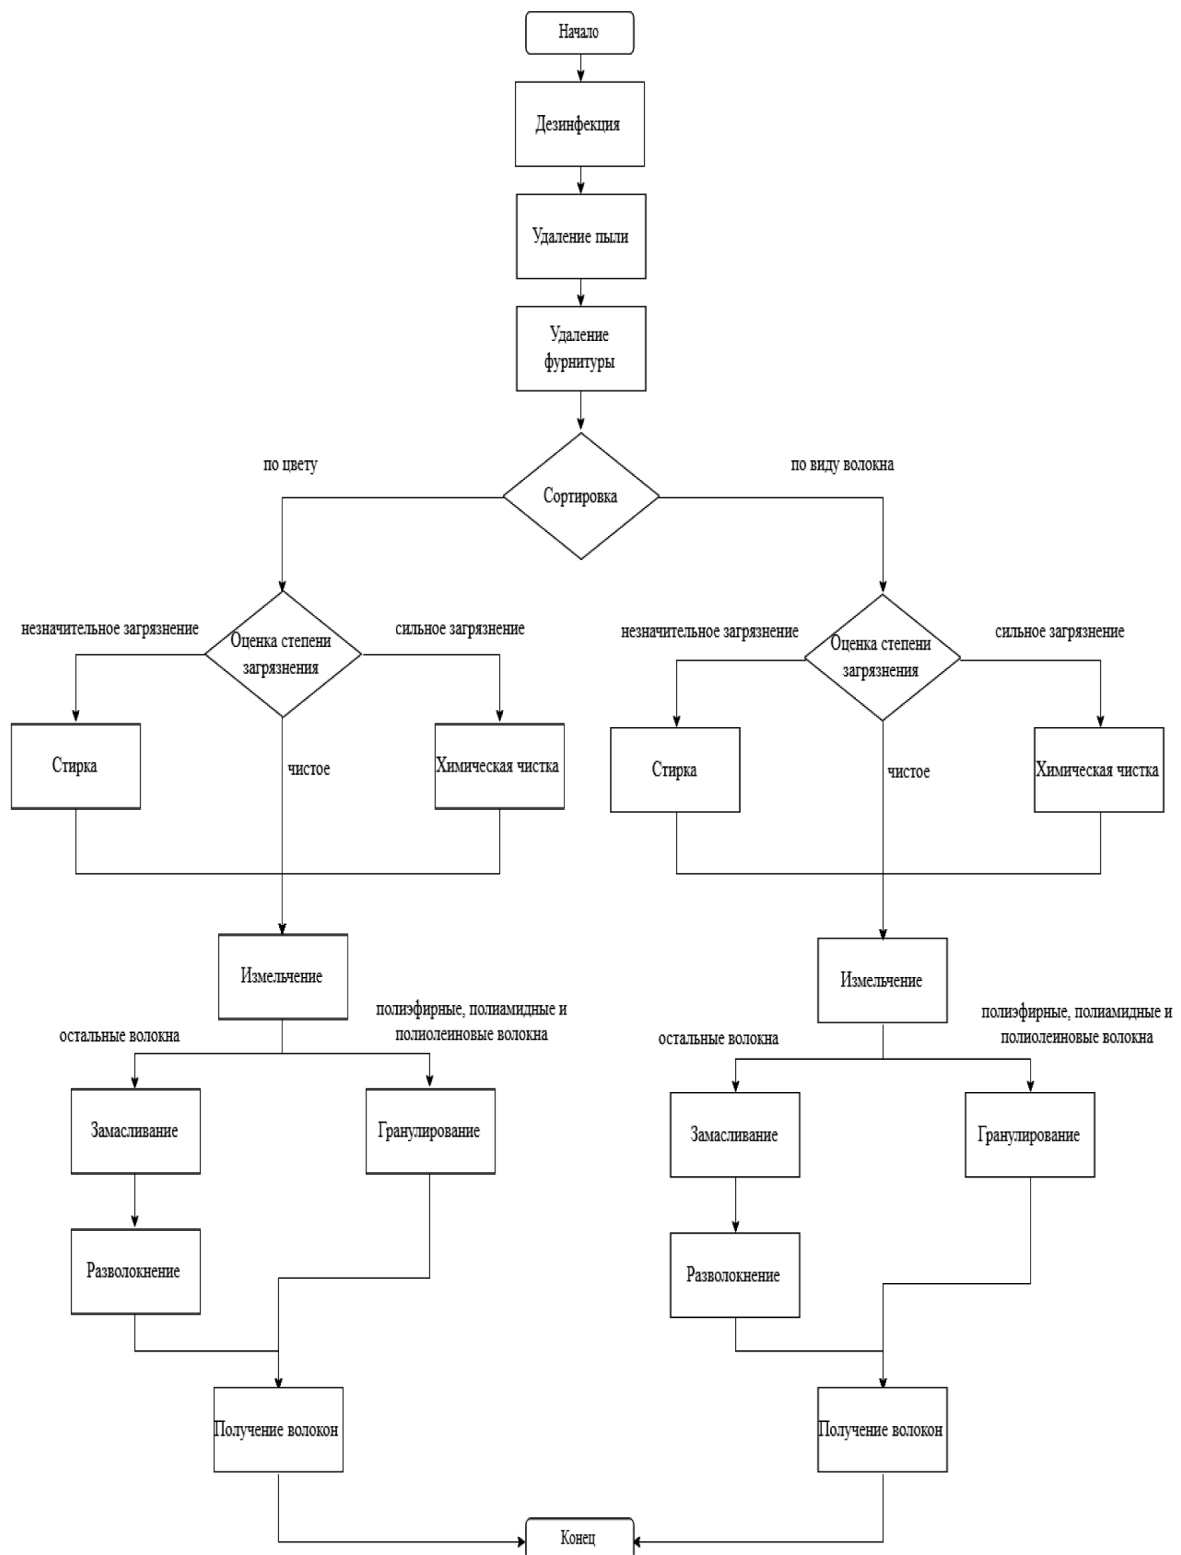 Начало
Дезинфекция
Удаление пыли
Удаление
фурнитуры
по цвету
по виду волокна
Сортировка
незначительное загрязнение
Оценка степени
загрязнения
сильное загрязнение
незначительное загрязнение
Оценка степени
загрязнения
сильное загрязнение
Стирка
чистое
Химическая чистка
Стирка
чистое
Химическая чистка
Измельчение
Измельчение
остальные волокна
полиэфирные, полиамидные и
полиолеиновые волокна
остальные волокна
полиэфирные, полиамидные и
полиолеиновые волокна
Замасливание
Гранулирование
Замасливание
Гранулирование
Разволокнение
Разволокнение
Получение волокон
Получение волокон
Конец